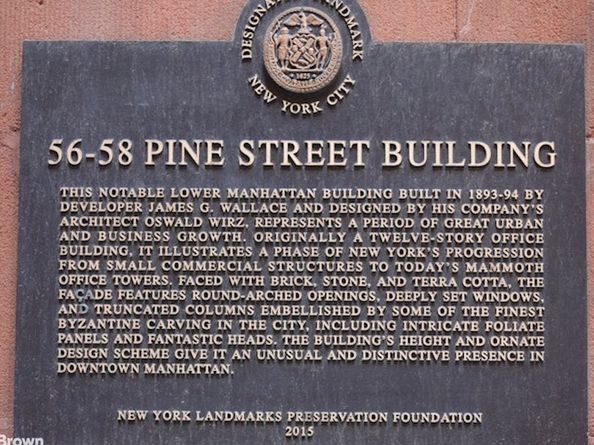 DESIGNATED LANDMARK
NEW YORK CITY
1625
56-58 PINE STREET BUILDING
THIS NOTABLE LOWER MANHATTAN BUILDING BUILT IN 1893-94 BY
DEVELOPER JAMES G. WALLACE AND DESIGNED BY HIS COMPANY'S
ARCHITECT OSWALD WIRZ, REPRESENTS A PERIOD OF GREAT URBAN
AND BUSINESS GROWTH. ORIGINALLY A TWELVE-STORY OFFICE
BUILDING, IT ILLUSTRATES A PHASE OF NEW YORK'S PROGRESSION
FROM SMALL COMMERCIAL STRUCTURES TO TODAY'S MAMMOTH
OFFICE TOWERS. FACED WITH BRICK, STONE, AND TERRA COTTA, THE
FAÇADE FEATURES ROUND-ARCHED OPENINGS, DEEPLY SET WINDOWS,
AND TRUNCATED COLUMNS EMBELLISHED BY SOME OF THE FINEST
BYZANTINE CARVING IN THE CITY, INCLUDING INTRICATE FOLIATE
PANELS AND FANTASTIC HEADS. THE BUILDING'S HEIGHT AND ORNATE
DESIGN SCHEME GIVE IT AN UNUSUAL AND DISTINCTIVE PRESENCE IN
DOWNTOWN MANHATTAN.
NEW YORK LANDMARKS PRESERVATION FOUNDATION
2015
Brown